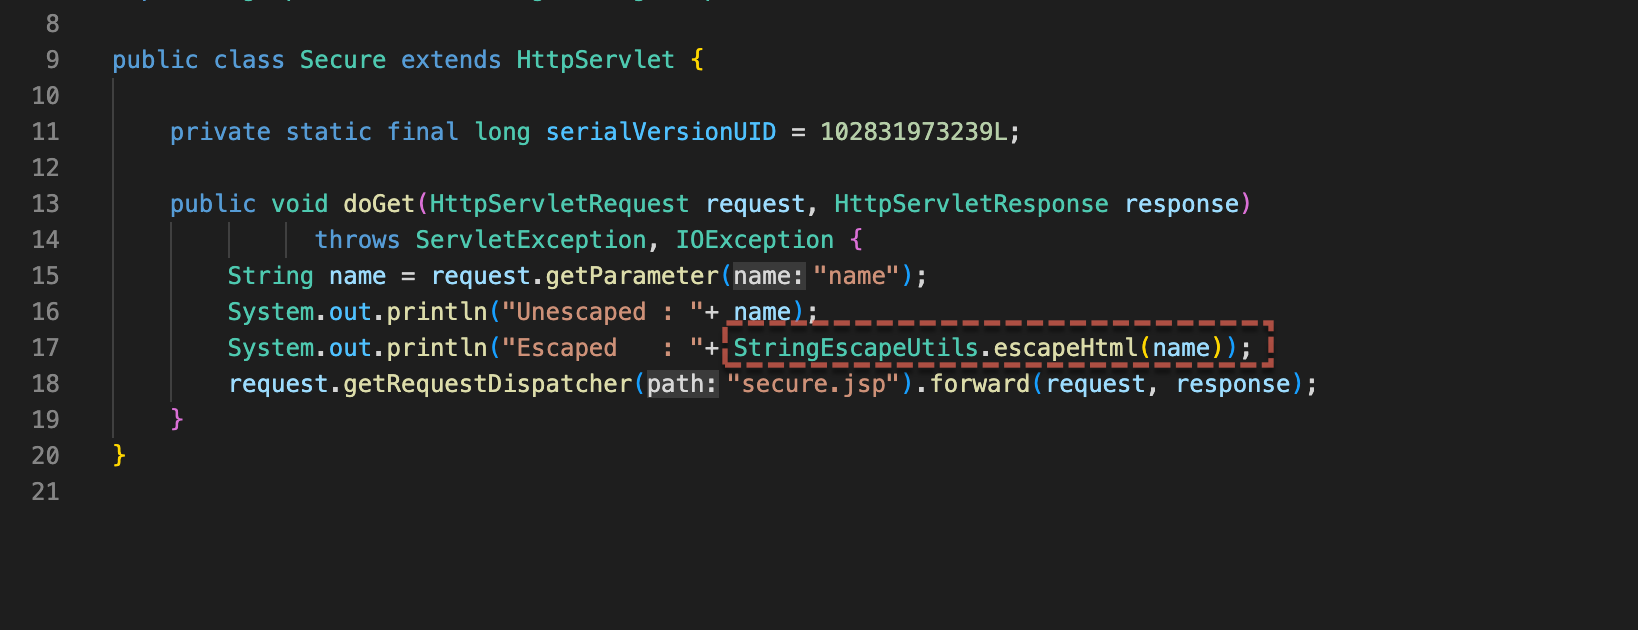 8
9 public class Secure extends HttpServlet {
10
11 private static final long serialVersionUID = 102831973239L;
12
13 public void doGet(HttpServletRequest request, HttpServletResponse response)
14 throws ServletException, IOException {
15 String name = request.getParameter(name: "name");
16 System.out.println("Unescaped : "+ name);
17 System.out.println("Escaped   : "+ StringEscapeUtils.escapeHtml(name));
18 request.getRequestDispatcher(path: "secure.jsp").forward(request, response);
19 }
20 }
21